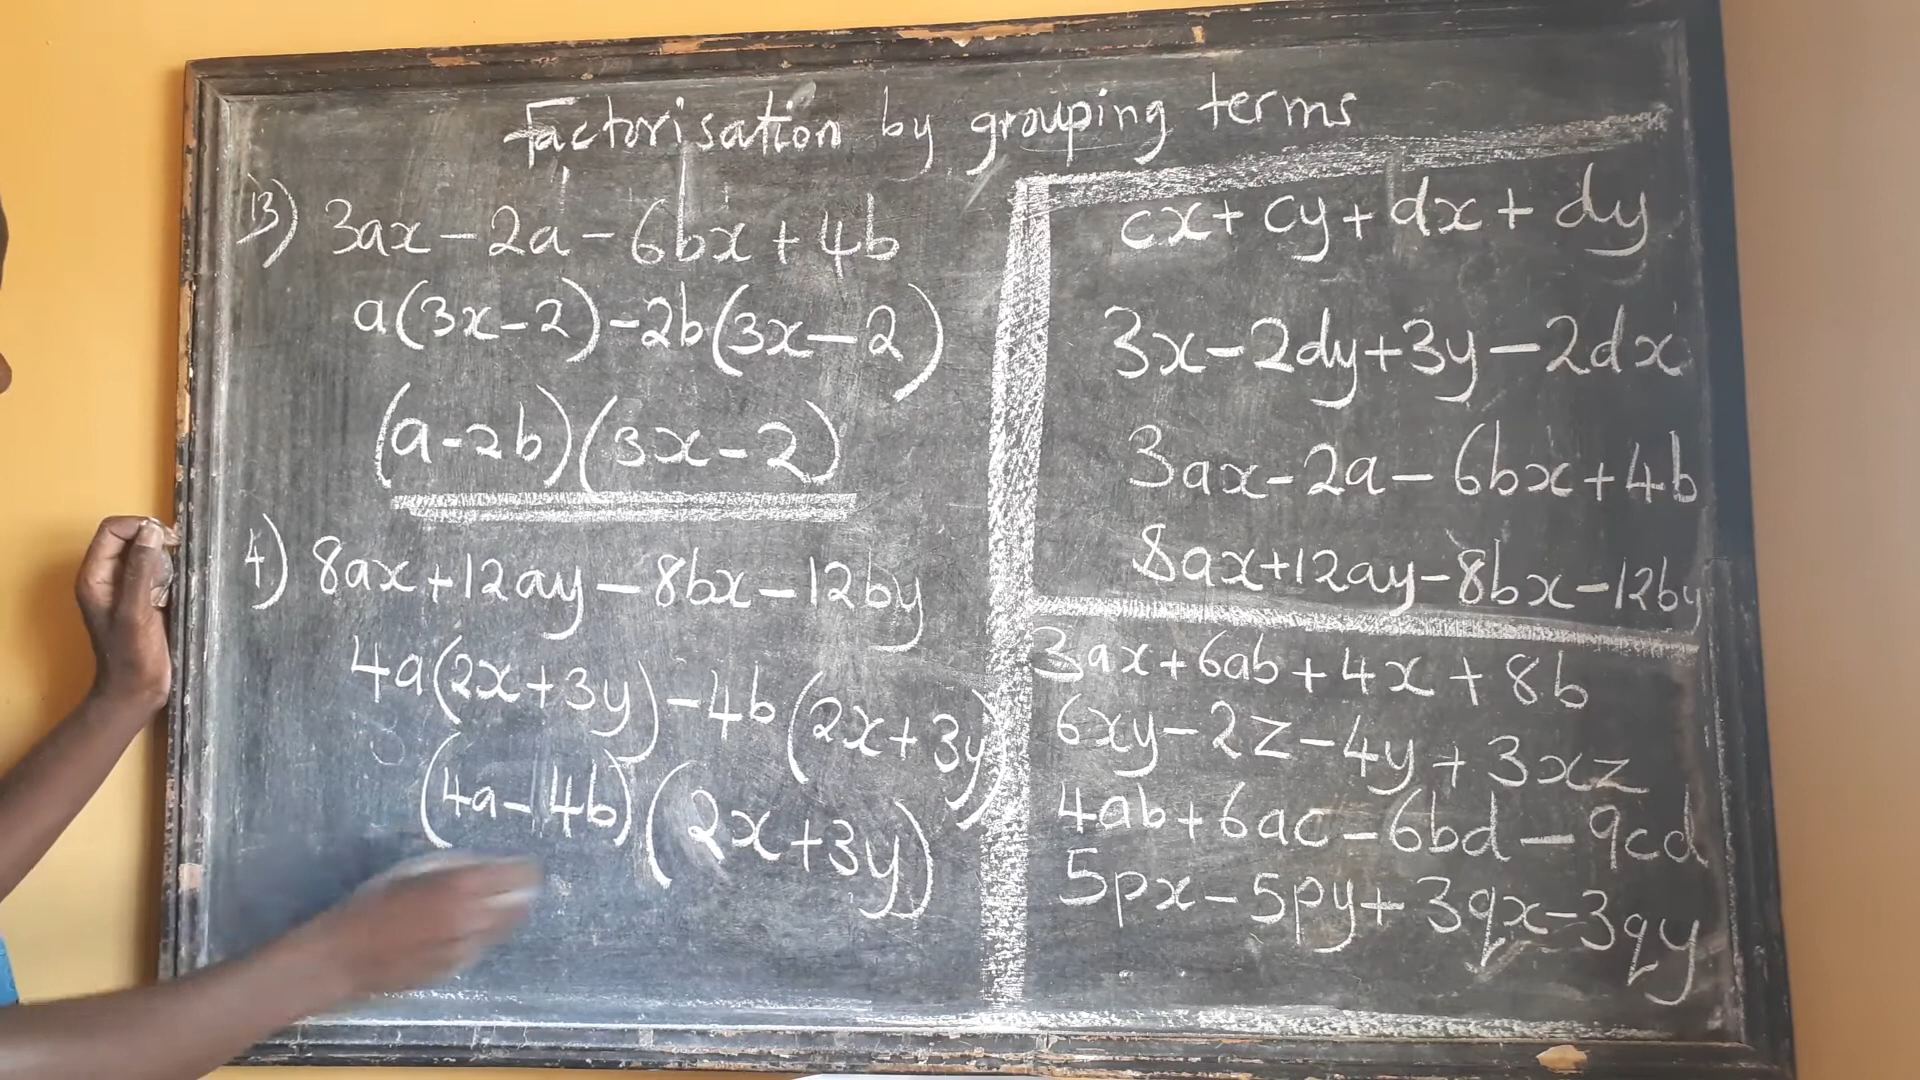 Factorisation by grouping terms
13) 3ax - 2a - 6bx + 4b
a(3x-2) - 2b(3x-2)
(a-2b)(3x-2)
4) 8ax + 12ay - 8bx - 12by
4a(2x+3y) - 4b(2x+3y)
(4a-4b)(2x+3y)
cx + cy + dx + dy
3x - 2dy + 3y - 2dx
3ax - 2a - 6bx + 4b
8ax + 12ay - 8bx - 12by
3ax + 6ab + 4x + 8b
6xy - 2z - 4y + 3xz
4ab + 6ac - 6bd - 9cd
5px - 5py + 3qx - 3qy